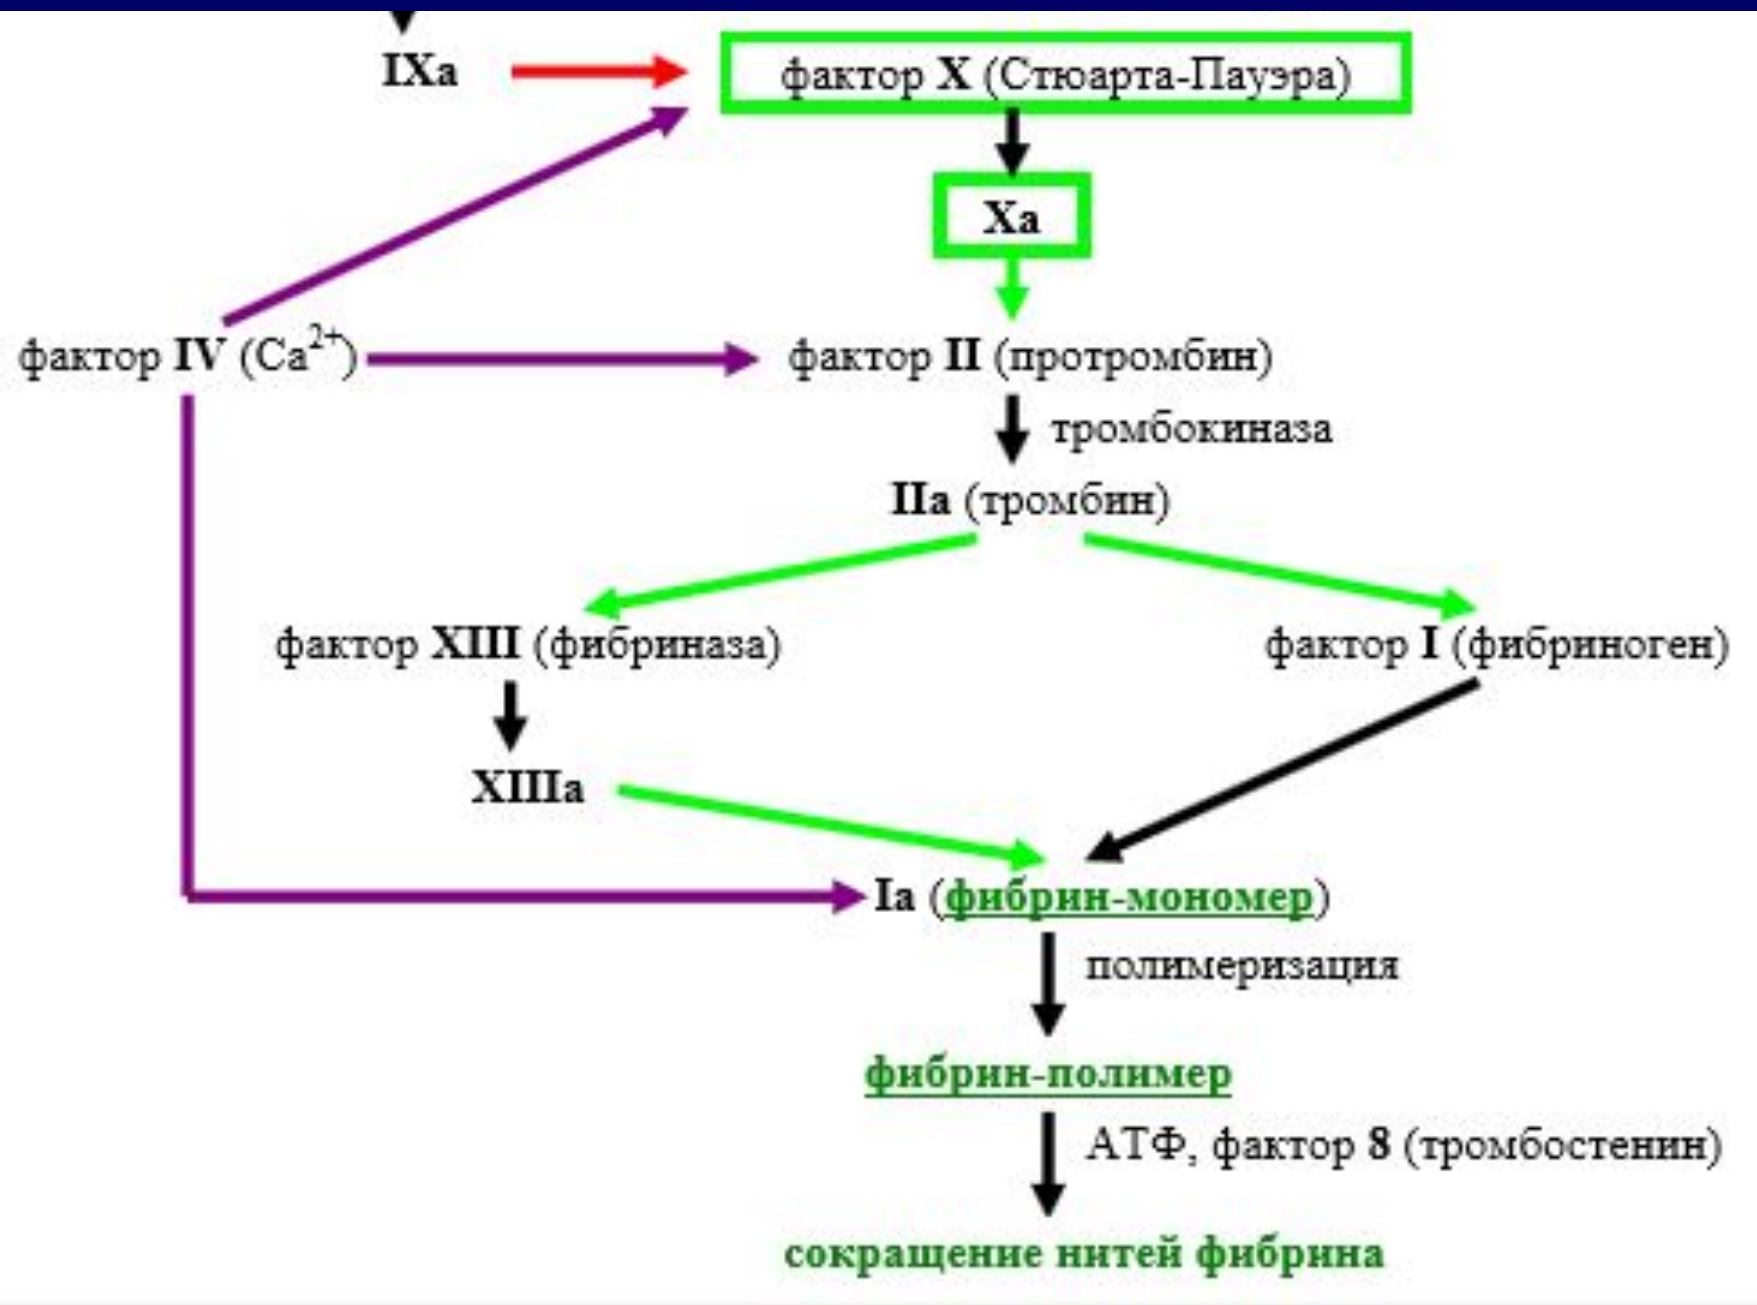 IXa
фактор X (Стюарта-Пауэра)
Xa
фактор IV (Ca²⁺)
фактор II (протромбин)
тромбокиназа
IIa (тромбин)
фактор XIII (фибриназа)
фактор I (фибриноген)
XIIIa
Ia (фибрин-мономер)
полимеризация
фибрин-полимер
АТФ, фактор 8 (тромбостенин)
сокращение нитей фибрина